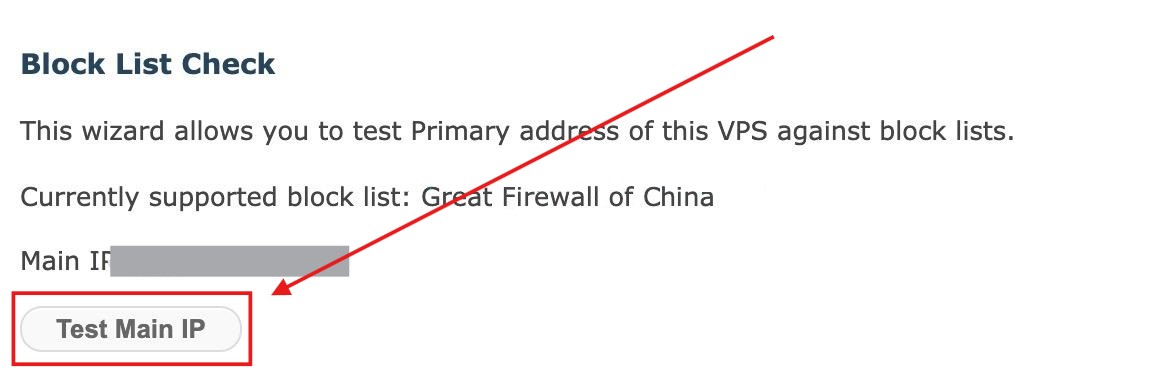 Block List Check
This wizard allows you to test Primary address of this VPS against block lists.
Currently supported block list: Great Firewall of China
Main IP
Test Main IP